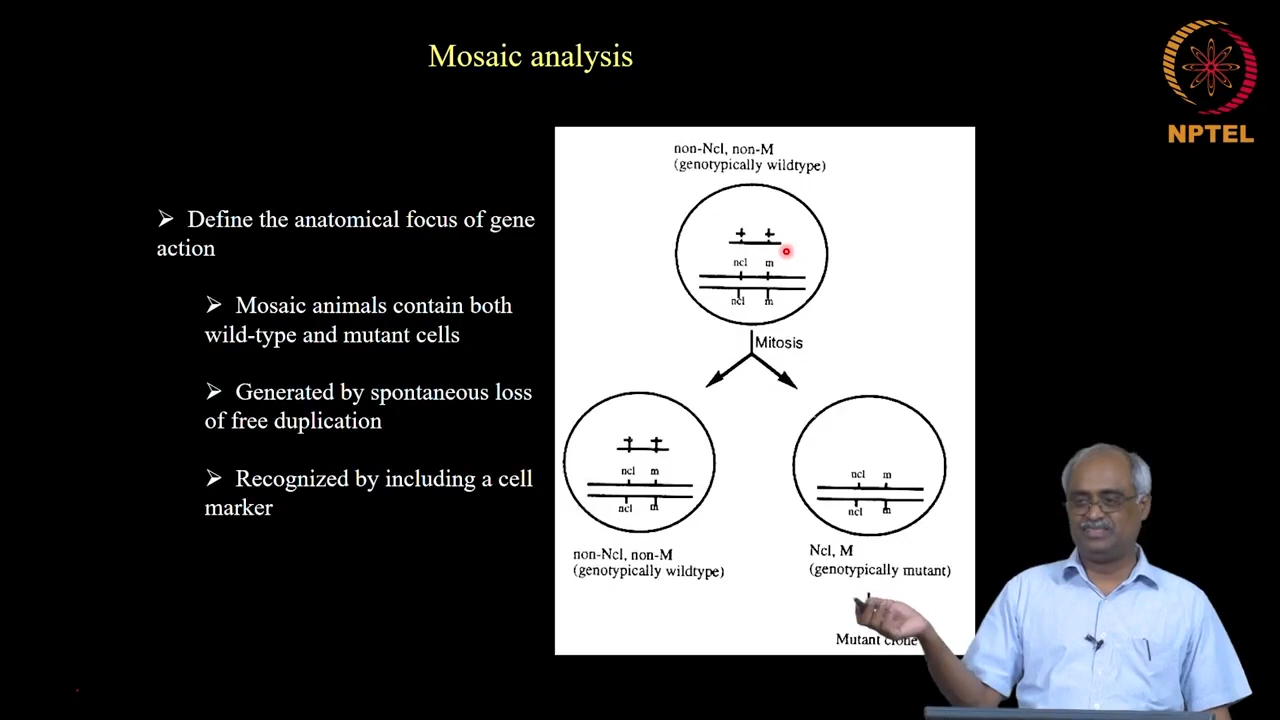 Mosaic analysis
NPTEL
➢ Define the anatomical focus of gene
action
➢ Mosaic animals contain both
wild-type and mutant cells
➢ Generated by spontaneous loss
of free duplication
➢ Recognized by including a cell
marker
non-Ncl, non-M
(genotypically wildtype)
+ +
ncl m
ncl m
Mitosis
+ +
ncl m
ncl m
non-Ncl, non-M
(genotypically wildtype)
ncl m
ncl m
Ncl, M
(genotypically mutant)
Mutant clone